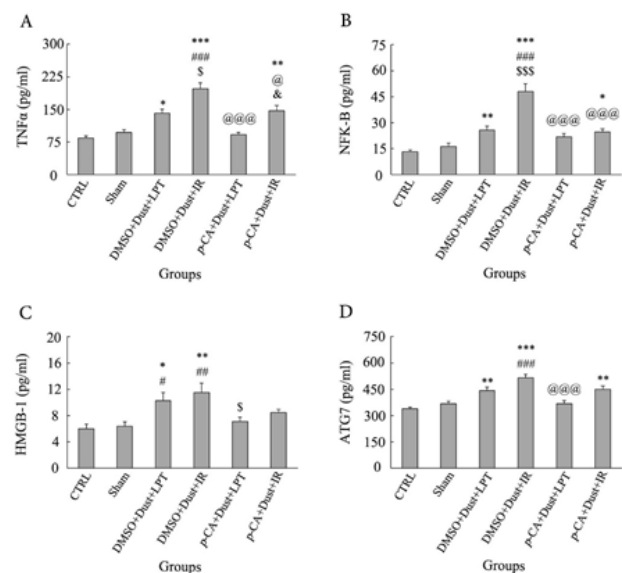 A
TNFα (pg/ml)
300
225
150
75
0
*
***
###
$
@@@
**
@
&
CTRL
Sham
DMSO+Dust+LPT
DMSO+Dust+IR
p-CA+Dust+LPT
p-CA+Dust+IR
Groups
B
NFK-B (pg/ml)
75
60
45
30
15
0
**
***
###
$$$
@@@
*
@@@
CTRL
Sham
DMSO+Dust+LPT
DMSO+Dust+IR
p-CA+Dust+LPT
p-CA+Dust+IR
Groups
C
HMGB-1 (pg/ml)
20
16
12
8
4
0
*
#
**
##
$
CTRL
Sham
DMSO+Dust+LPT
DMSO+Dust+IR
p-CA+Dust+LPT
p-CA+Dust+IR
Groups
D
ATG7 (pg/ml)
750
600
450
300
150
0
**
***
###
@@@
**
CTRL
Sham
DMSO+Dust+LPT
DMSO+Dust+IR
p-CA+Dust+LPT
p-CA+Dust+IR
Groups